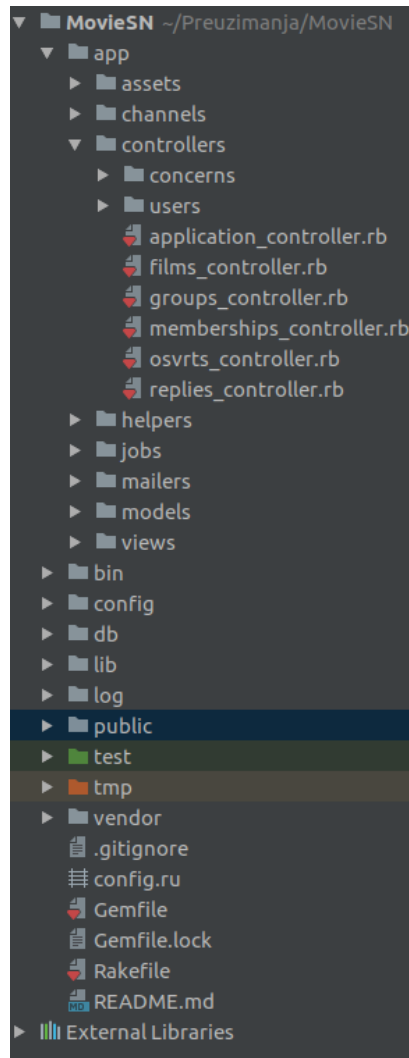 MovieSN ~/Preuzimanja/MovieSN
app
assets
channels
controllers
concerns
users
application_controller.rb
films_controller.rb
groups_controller.rb
memberships_controller.rb
osvrts_controller.rb
replies_controller.rb
helpers
jobs
mailers
models
views
bin
config
db
lib
log
public
test
tmp
vendor
.gitignore
config.ru
Gemfile
Gemfile.lock
Rakefile
README.md
External Libraries